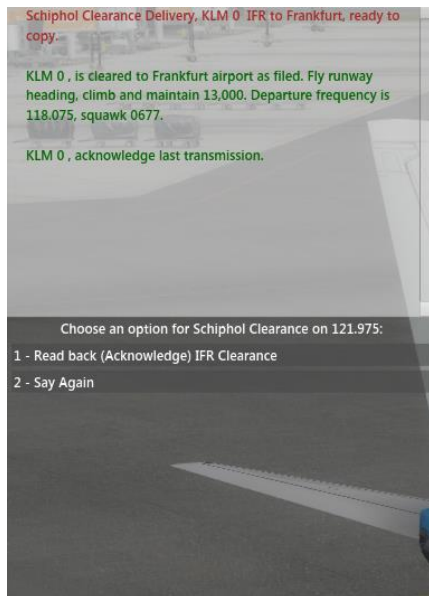 Schiphol Clearance Delivery, KLM 0 IFR to Frankfurt, ready to
copy.
KLM 0 , is cleared to Frankfurt airport as filed. Fly runway
heading, climb and maintain 13,000. Departure frequency is
118.075, squawk 0677.
KLM 0 , acknowledge last transmission.
Choose an option for Schiphol Clearance on 121.975:
1 - Read back (Acknowledge) IFR Clearance
2 - Say Again